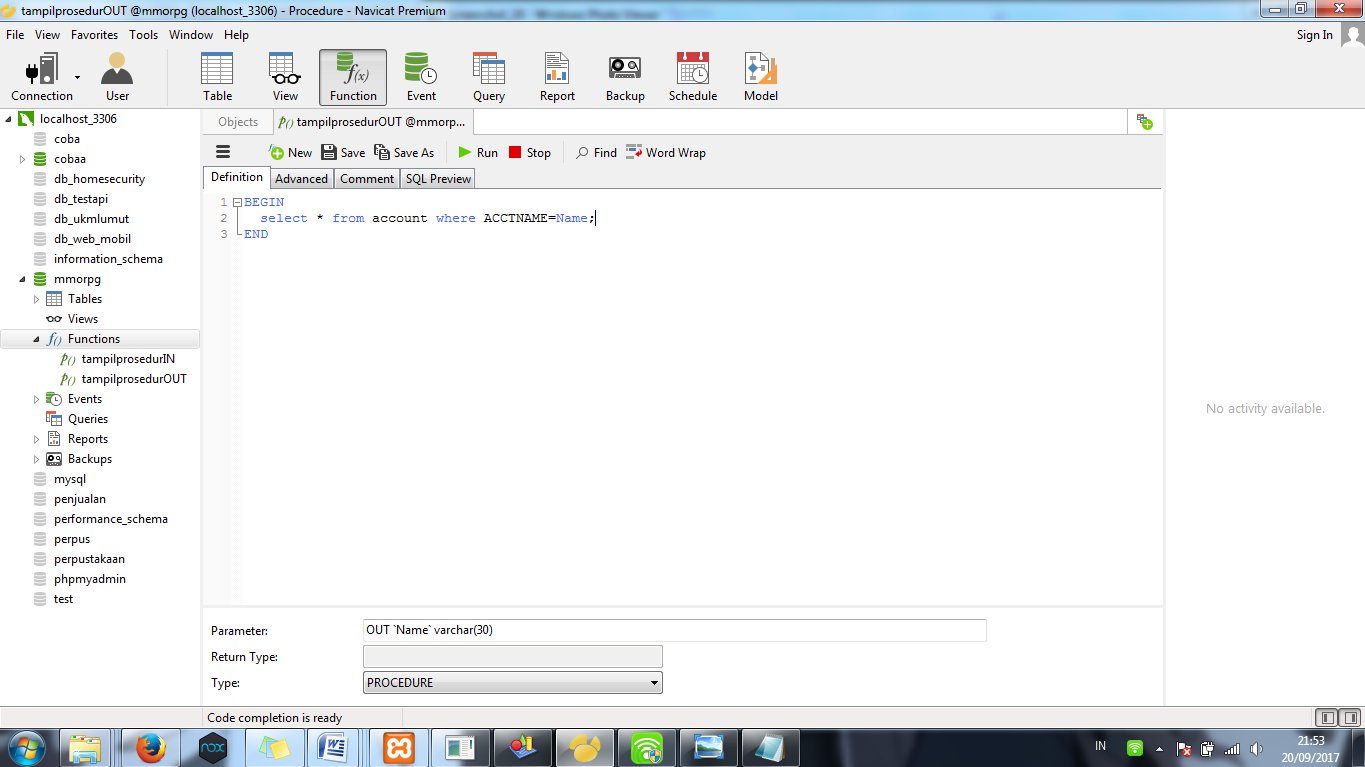 tampilprosedurOUT @mmorpg (localhost_3306) - Procedure - Navicat Premium
File View Favorites Tools Window Help
Sign In
Connection User Table View Function Event Query Report Backup Schedule Model
localhost_3306
coba
cobaa
db_homesecurity
db_testapi
db_ukmlumut
db_web_mobil
information_schema
mmorpg
Tables
Views
Functions
tampilprosedurIN
tampilprosedurOUT
Events
Queries
Reports
Backups
mysql
penjualan
performance_schema
perpus
perpustakaan
phpmyadmin
test
Objects tampilprosedurOUT @mmorp...
New Save Save As Run Stop Find Word Wrap
Definition Advanced Comment SQL Preview
1 BEGIN
2 select * from account where ACCTNAME=Name;
3 END
No activity available.
Parameter: OUT `Name` varchar(30)
Return Type:
Type: PROCEDURE
Code completion is ready
nox
W
IN
21:53
20/09/2017